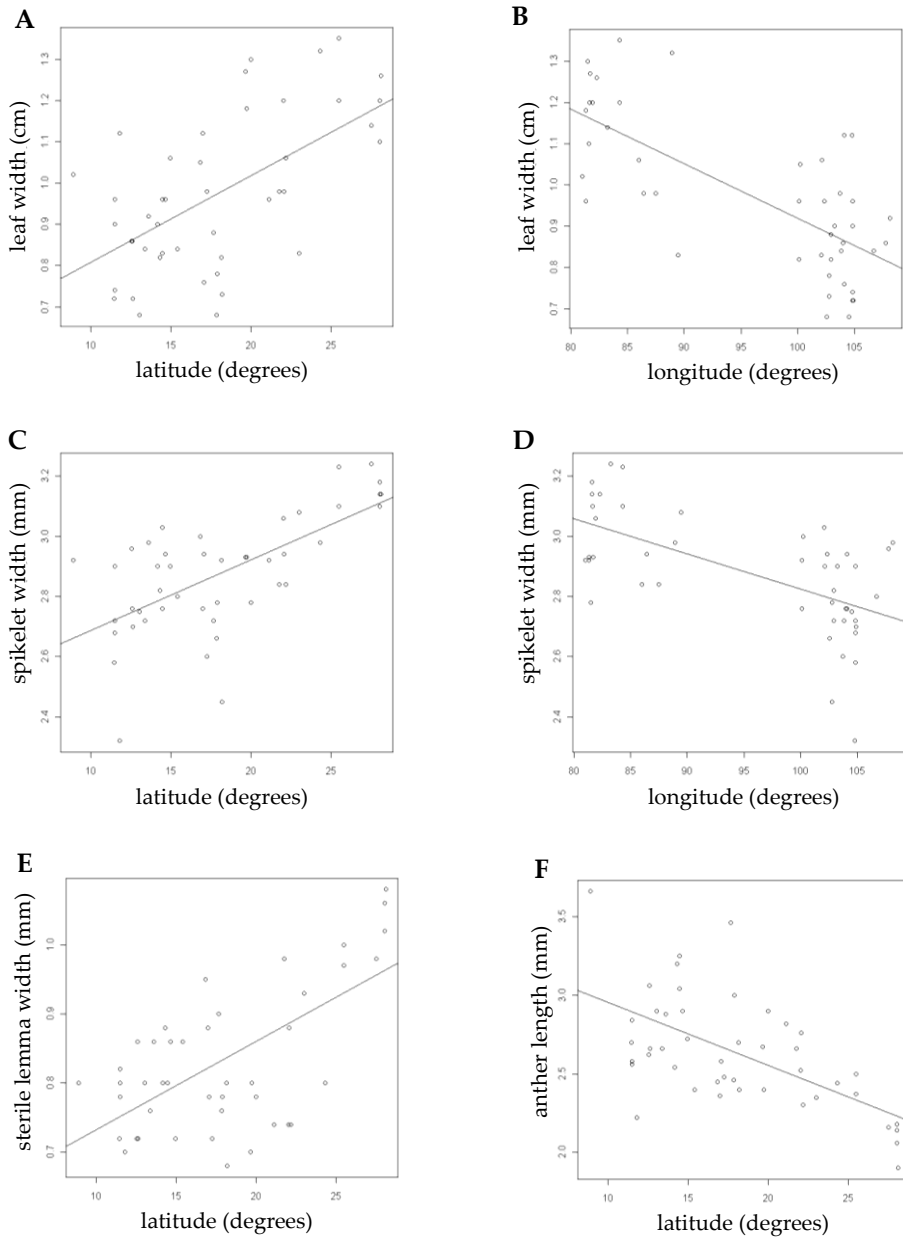 A
leaf width (cm)
0.7 0.8 0.9 1.0 1.1 1.2 1.3
10 15 20 25
latitude (degrees)
B
leaf width (cm)
0.7 0.8 0.9 1.0 1.1 1.2 1.3
80 85 90 95 100 105
longitude (degrees)
C
spikelet width (mm)
2.4 2.6 2.8 3.0 3.2
10 15 20 25
latitude (degrees)
D
spikelet width (mm)
2.4 2.6 2.8 3.0 3.2
80 85 90 95 100 105
longitude (degrees)
E
sterile lemma width (mm)
0.7 0.8 0.9 1.0
10 15 20 25
latitude (degrees)
F
anther length (mm)
2.0 2.5 3.0 3.5
10 15 20 25
latitude (degrees)